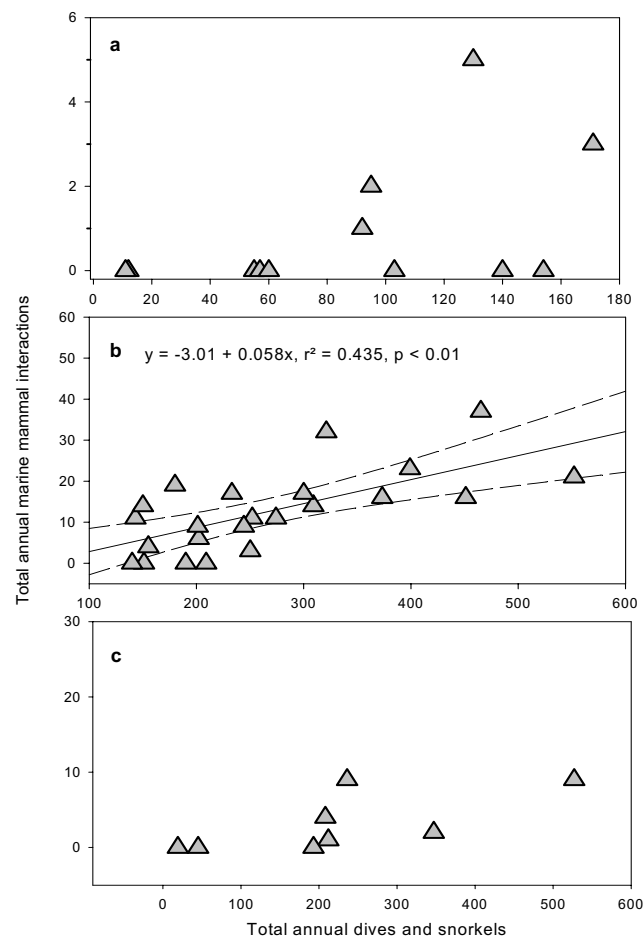 Total annual marine mammal interactions
a
6
4
2
0
0 20 40 60 80 100 120 140 160 180
b y = -3.01 + 0.058x, r² = 0.435, p < 0.01
60
50
40
30
20
10
0
100 200 300 400 500 600
c
30
20
10
0
0 100 200 300 400 500 600
Total annual dives and snorkels